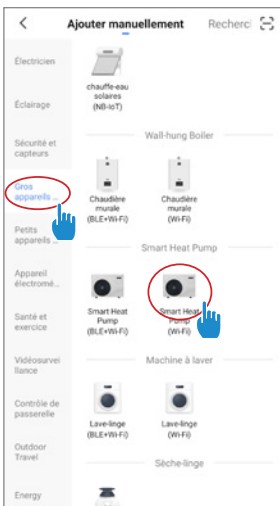 Ajouter manuellement
Recherc
Électricien
chauffe-eau
solaires
(NB-IoT)
Éclairage
Sécurité et
capteurs
Wall-hung Boiler
Gros
appareils ...
Chaudière
murale
(BLE+Wi-Fi)
Chaudière
murale
(Wi-Fi)
Petits
appareils ...
Smart Heat Pump
Appareil
électromé...
Smart Heat
Pump
(BLE+Wi-Fi)
Smart Heat
Pump
(Wi-Fi)
Santé et
exercice
Vidéosurvei
llance
Machine à laver
Contrôle de
passerelle
Lave-linge
(BLE+Wi-Fi)
Lave-linge
(Wi-Fi)
Outdoor
Travel
Sèche-linge
Energy